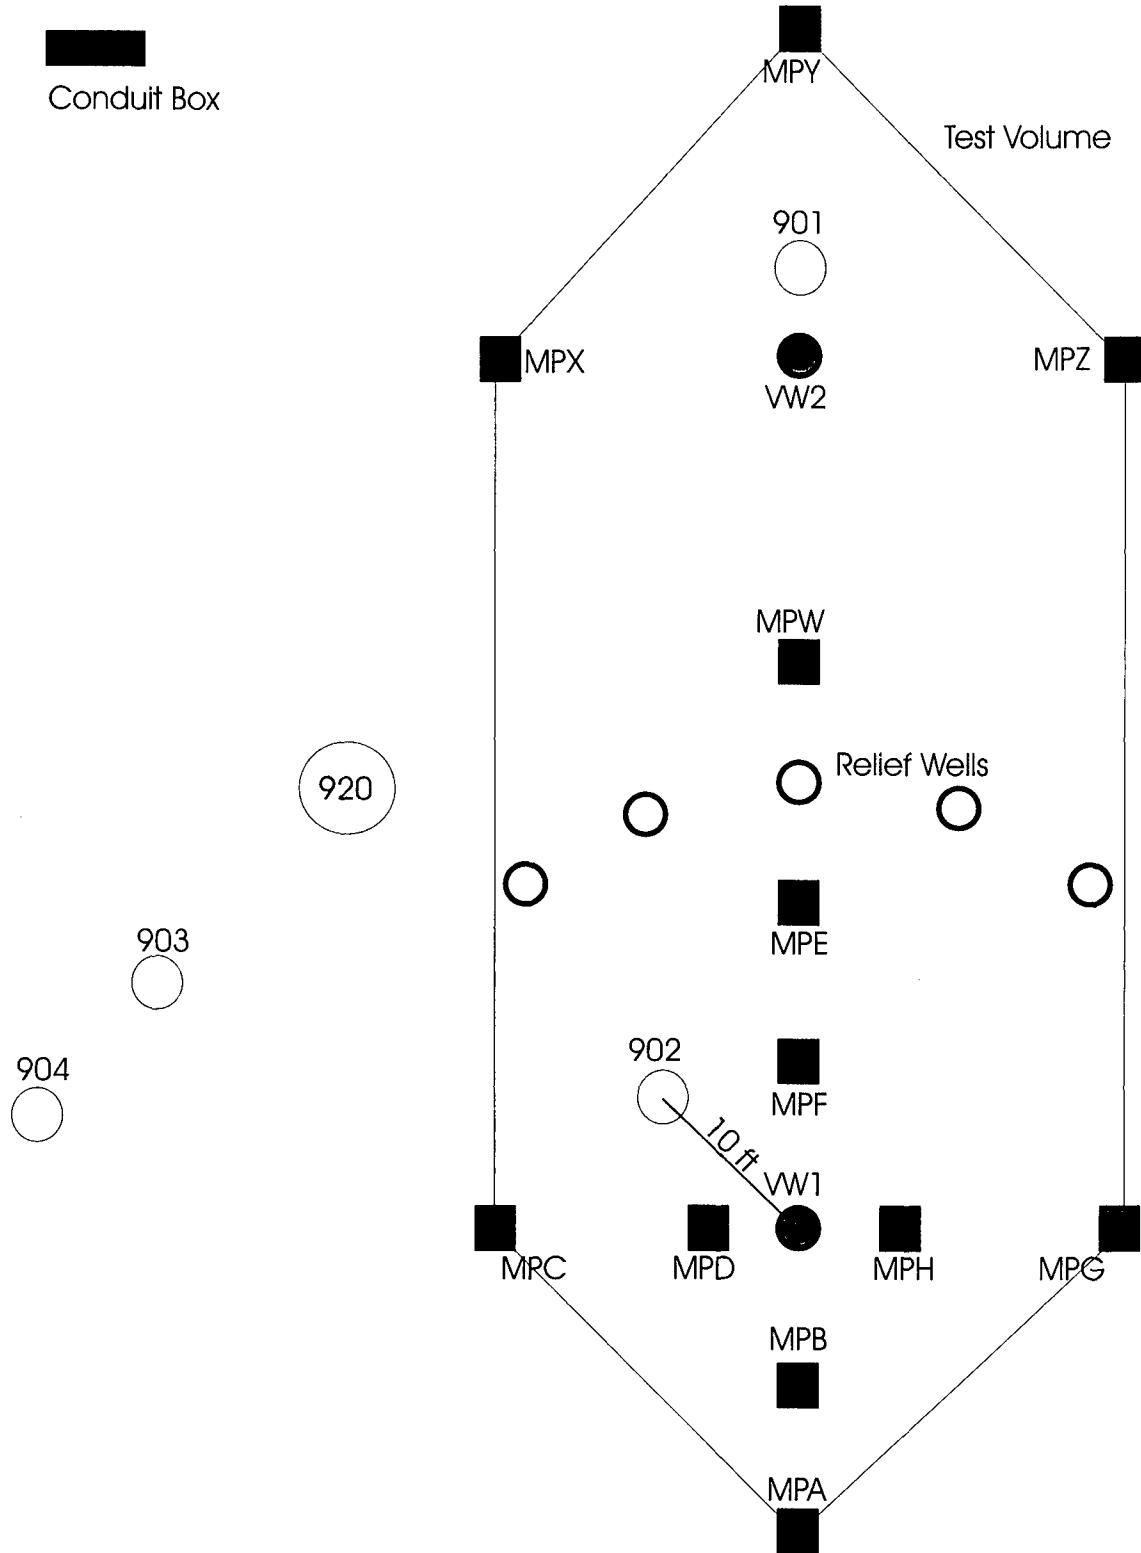 MPY
Conduit Box
Test Volume
901
MPX
MPZ
VW2
MPW
Relief Wells
920
903
MPE
902
904
MPF
10 ft
VW1
MPC
MPD
MPH
MPG
MPB
MPA